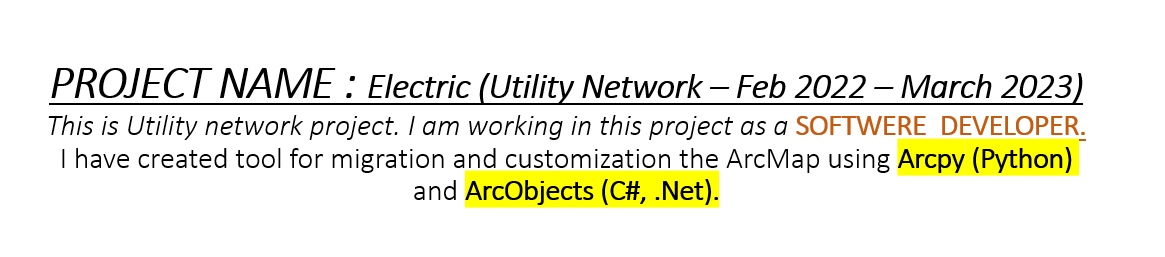 PROJECT NAME : Electric (Utility Network – Feb 2022 – March 2023)
This is Utility network project. I am working in this project as a SOFTWERE DEVELOPER.
I have created tool for migration and customization the ArcMap using Arcpy (Python)
and ArcObjects (C#, .Net).